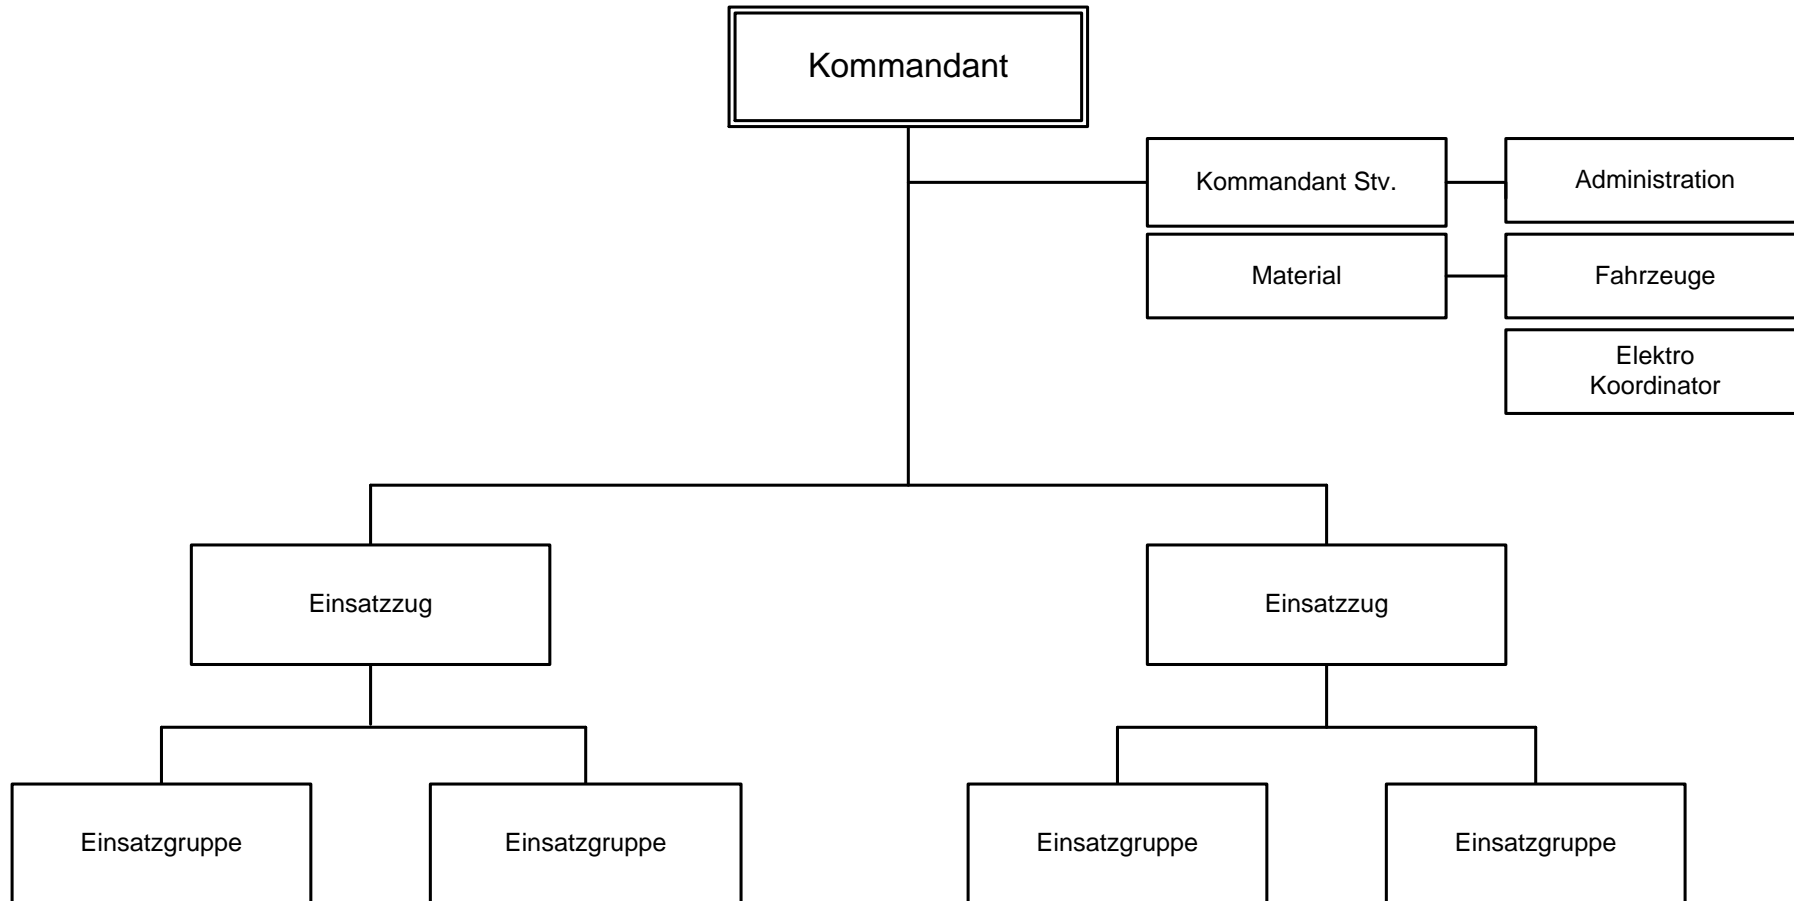 Kommandant
Kommandant Stv.
Administration
Material
Fahrzeuge
Elektro
Koordinator
Einsatzzug
Einsatzzug
Einsatzgruppe
Einsatzgruppe
Einsatzgruppe
Einsatzgruppe